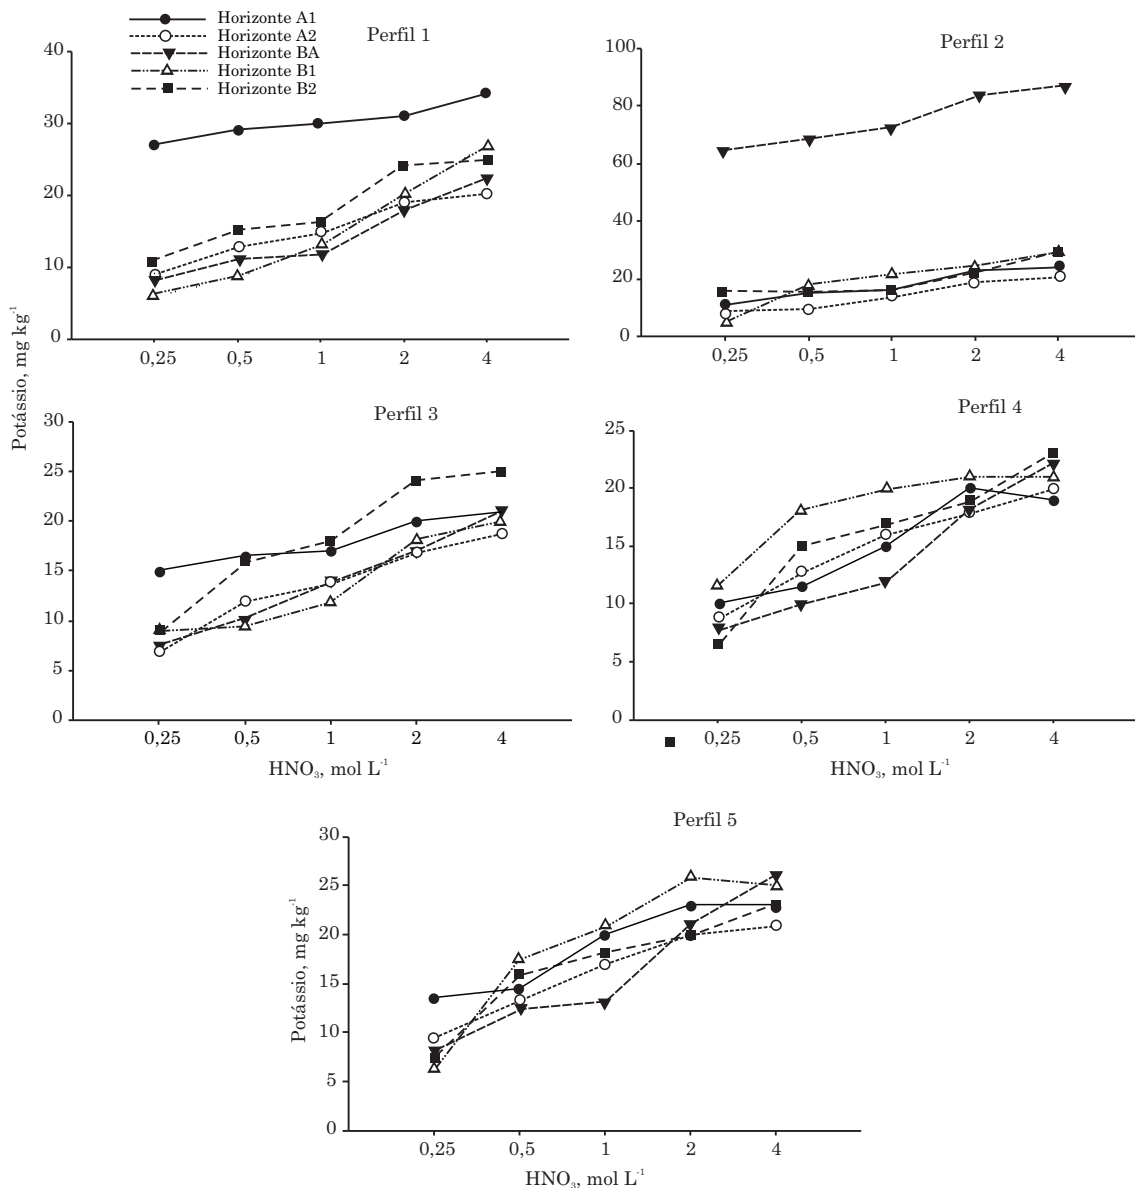 Horizonte A1
Horizonte A2
Horizonte BA
Horizonte B1
Horizonte B2
Perfil 1
40
30
20
10
0
0,25 0,5 1 2 4
Perfil 2
100
80
60
40
20
0
0,25 0,5 1 2 4
Potássio, mg kg⁻¹
Perfil 3
30
25
20
15
10
5
0
0,25 0,5 1 2 4
HNO₃, mol L⁻¹
Perfil 4
25
20
15
10
5
0
0,25 0,5 1 2 4
HNO₃, mol L⁻¹
Perfil 5
30
25
20
15
10
5
0
Potássio, mg kg⁻¹
0,25 0,5 1 2 4
HNO₃, mol L⁻¹